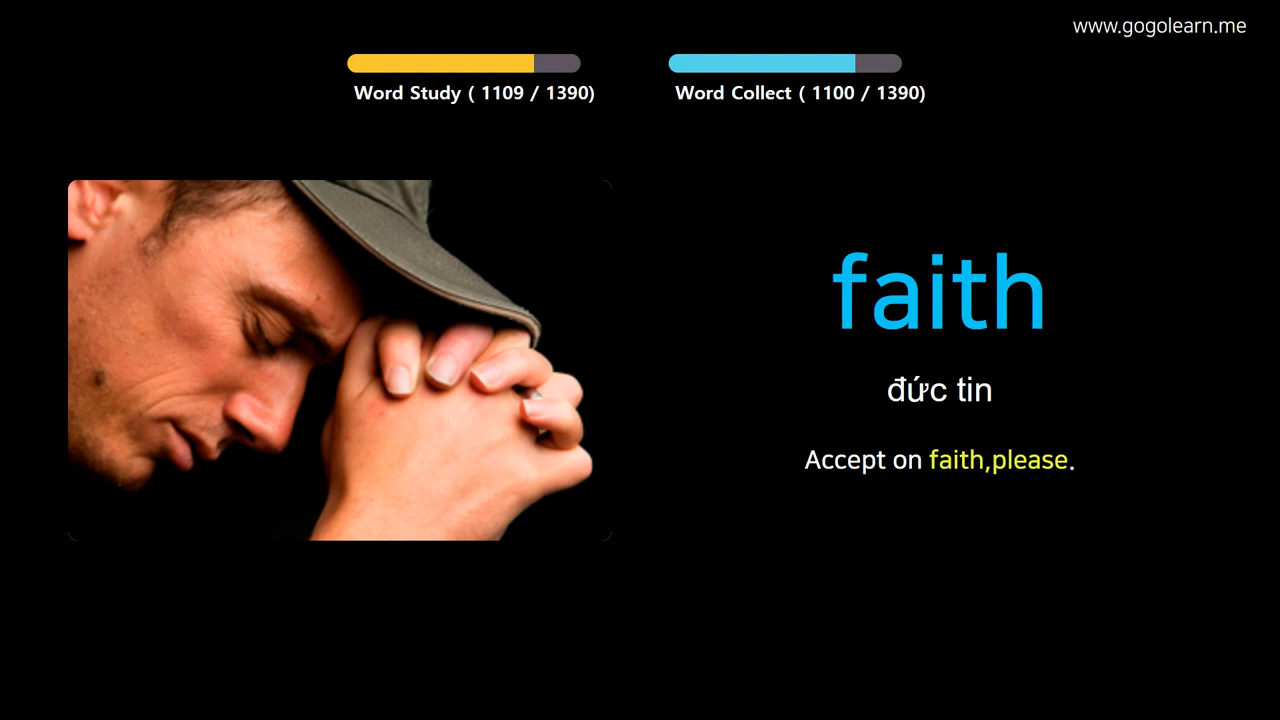 www.gogolearn.me
Word Study ( 1109 / 1390)
Word Collect ( 1100 / 1390)
faith
đức tin
Accept on faith,please.